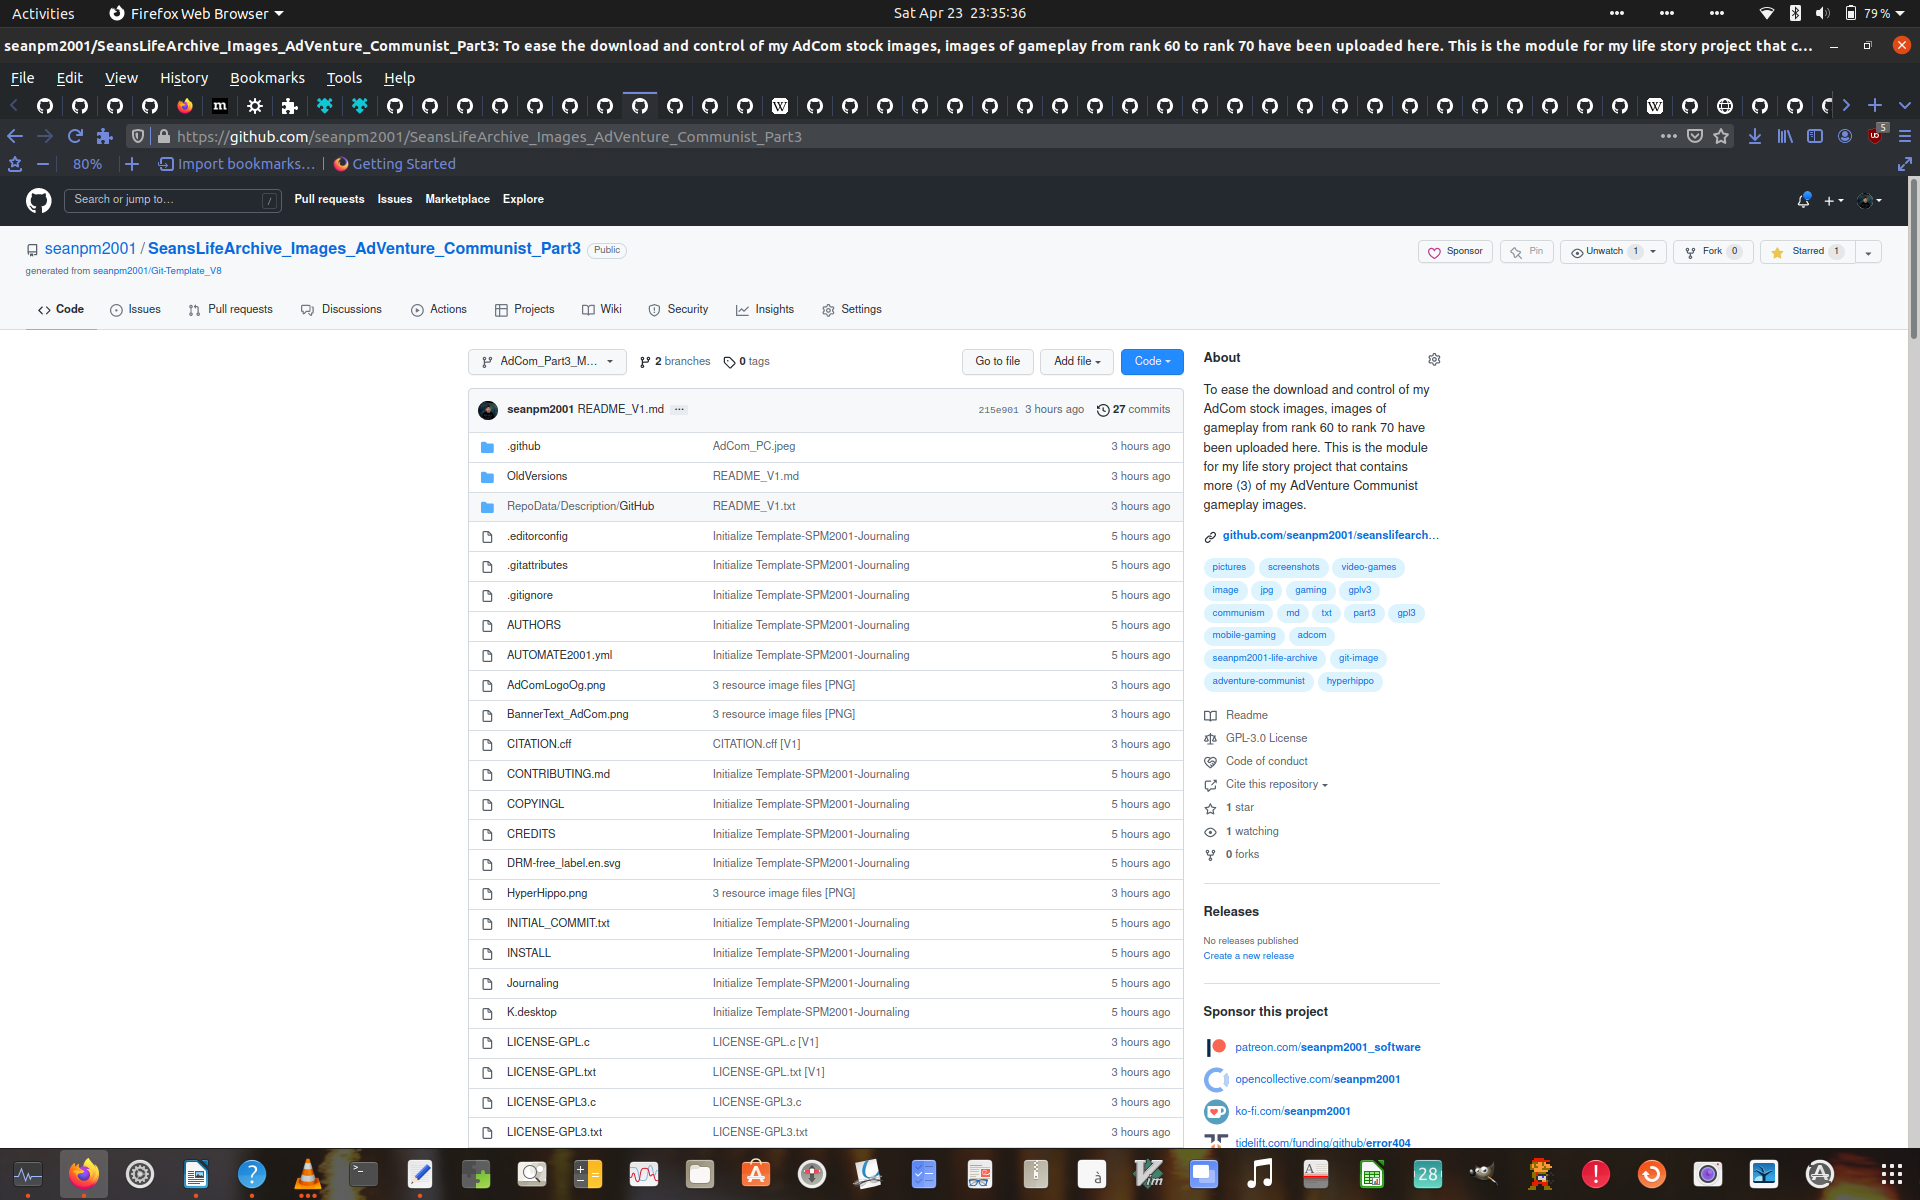 Activities Firefox Web Browser Sat Apr 23 23:35:36 79 %
seanpm2001/SeansLifeArchive_Images_AdVenture_Communist_Part3: To ease the download and control of my AdCom stock images, images of gameplay from rank 60 to rank 70 have been uploaded here. This is the module for my life story project that c...
File Edit View History Bookmarks Tools Help
https://github.com/seanpm2001/SeansLifeArchive_Images_AdVenture_Communist_Part3 5
80% Import bookmarks... Getting Started
Search or jump to... / Pull requests Issues Marketplace Explore
seanpm2001 / SeansLifeArchive_Images_AdVenture_Communist_Part3 Public
Sponsor Pin Unwatch 1 Fork 0 Starred 1
generated from seanpm2001/Git-Template_V8
Code Issues Pull requests Discussions Actions Projects Wiki Security Insights Settings
AdCom_Part3_M... 2 branches 0 tags Go to file Add file Code
seanpm2001 README_V1.md ... 215e901 3 hours ago 27 commits
.github AdCom_PC.jpeg 3 hours ago
OldVersions README_V1.md 3 hours ago
RepoData/Description/GitHub README_V1.txt 3 hours ago
.editorconfig Initialize Template-SPM2001-Journaling 5 hours ago
.gitattributes Initialize Template-SPM2001-Journaling 5 hours ago
.gitignore Initialize Template-SPM2001-Journaling 5 hours ago
AUTHORS Initialize Template-SPM2001-Journaling 5 hours ago
AUTOMATE2001.yml Initialize Template-SPM2001-Journaling 5 hours ago
AdComLogoOg.png 3 resource image files [PNG] 3 hours ago
BannerText_AdCom.png 3 resource image files [PNG] 3 hours ago
CITATION.cff CITATION.cff [V1] 3 hours ago
CONTRIBUTING.md Initialize Template-SPM2001-Journaling 5 hours ago
COPYINGL Initialize Template-SPM2001-Journaling 5 hours ago
CREDITS Initialize Template-SPM2001-Journaling 5 hours ago
DRM-free_label.en.svg Initialize Template-SPM2001-Journaling 5 hours ago
HyperHippo.png 3 resource image files [PNG] 3 hours ago
INITIAL_COMMIT.txt Initialize Template-SPM2001-Journaling 5 hours ago
INSTALL Initialize Template-SPM2001-Journaling 5 hours ago
Journaling Initialize Template-SPM2001-Journaling 5 hours ago
K.desktop Initialize Template-SPM2001-Journaling 5 hours ago
LICENSE-GPL.c LICENSE-GPL.c [V1] 3 hours ago
LICENSE-GPL.txt LICENSE-GPL.txt [V1] 3 hours ago
LICENSE-GPL3.c LICENSE-GPL3.c 3 hours ago
LICENSE-GPL3.txt LICENSE-GPL3.txt 3 hours ago
About
To ease the download and control of my
AdCom stock images, images of
gameplay from rank 60 to rank 70 have
been uploaded here. This is the module
for my life story project that contains
more (3) of my AdVenture Communist
gameplay images.
github.com/seanpm2001/seanslifearch...
pictures screenshots video-games
image jpg gaming gplv3
communism md txt part3 gpl3
mobile-gaming adcom
seanpm2001-life-archive git-image
adventure-communist hyperhippo
Readme
GPL-3.0 License
Code of conduct
Cite this repository
1 star
1 watching
0 forks
Releases
No releases published
Create a new release
Sponsor this project
patreon.com/seanpm2001_software
opencollective.com/seanpm2001
ko-fi.com/seanpm2001
tidelift.com/funding/github/error404
28